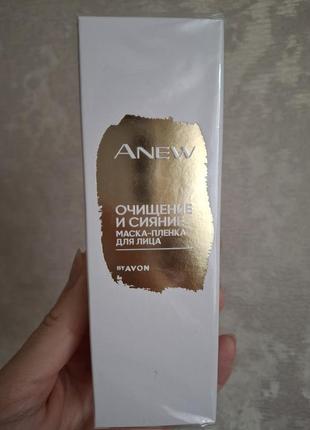 ANEW
ОЧИЩЕНИЕ
И СИЯНИЕ
МАСКА-ПЛЕНКА
ДЛЯ ЛИЦА
BY AVON